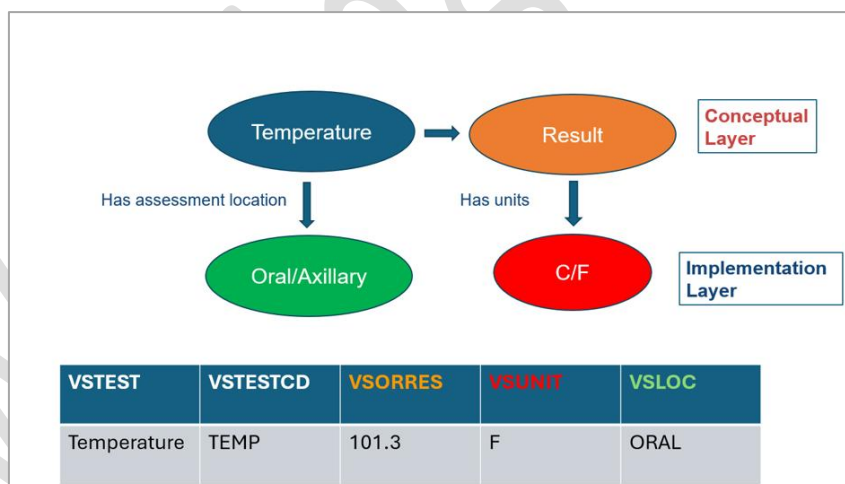 Temperature
Result
Conceptual
Layer
Has assessment location
Has units
Oral/Axillary
C/F
Implementation
Layer
VSTEST VSTESTCD VSORRES VSUNIT VSLOC
Temperature TEMP 101.3 F ORAL